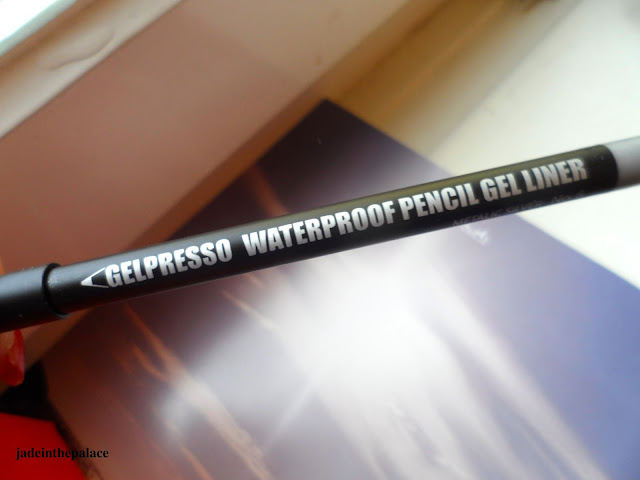 GELPRESSO WATERPROOF PENCIL GEL LINER
jadeinthepalace